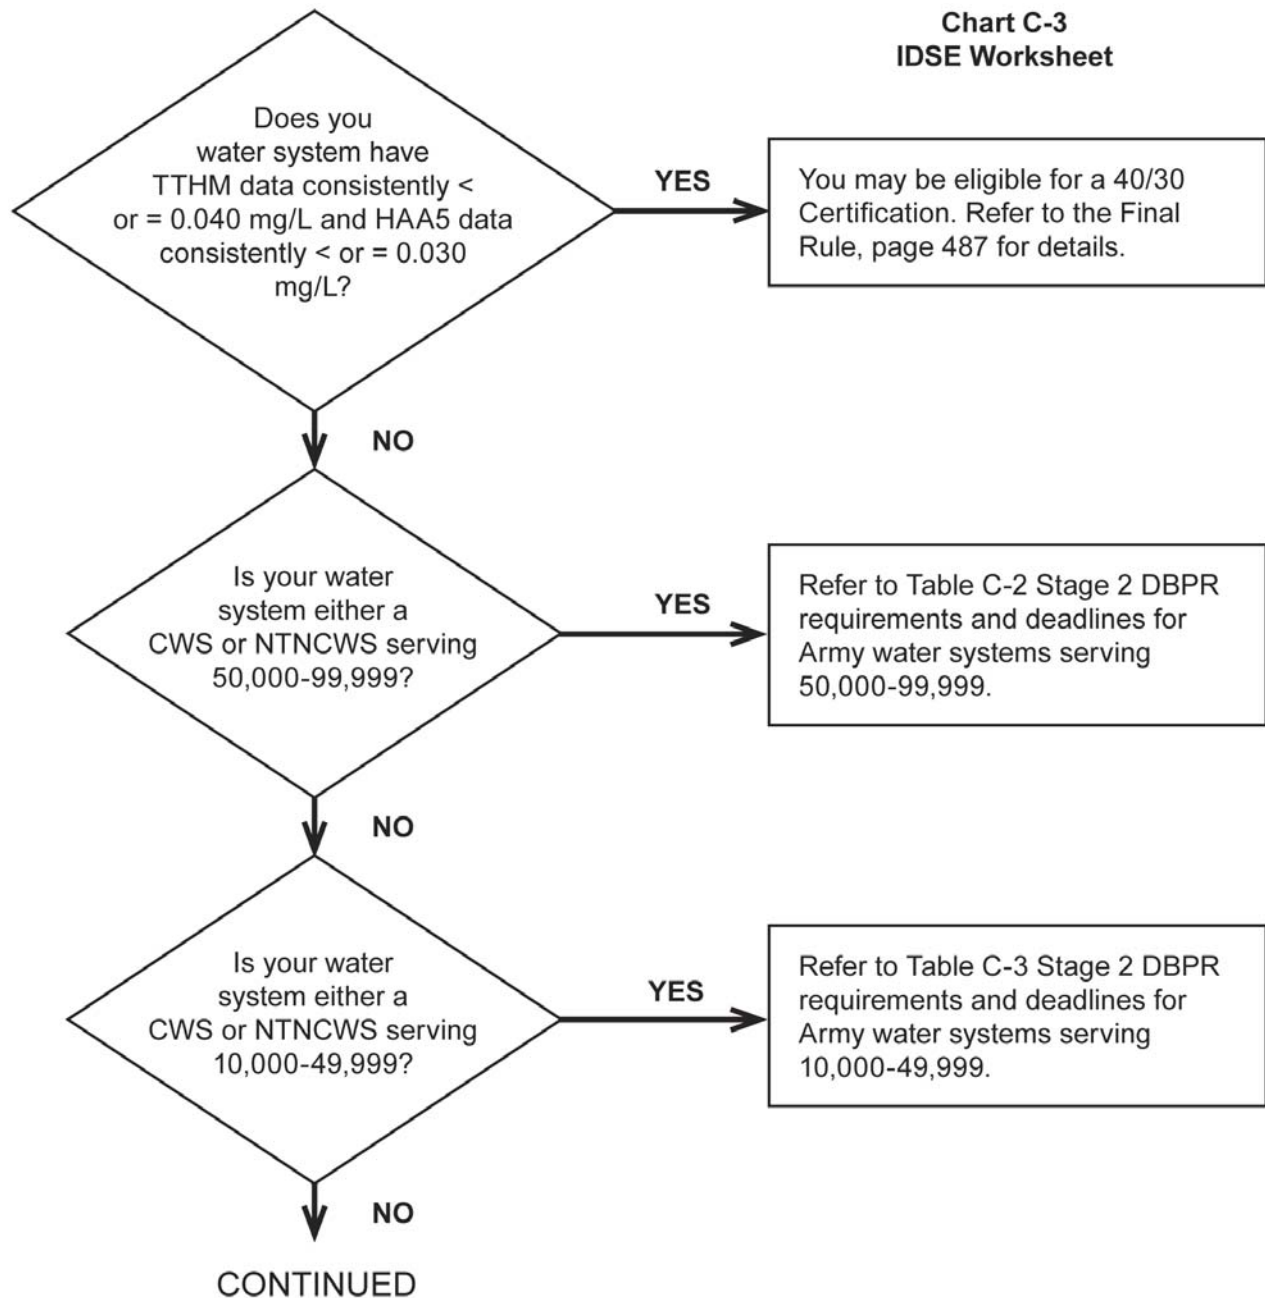 Chart C-3
IDSE Worksheet
Does you
water system have
TTHM data consistently <
or = 0.040 mg/L and HAA5 data
consistently < or = 0.030
mg/L?
YES
You may be eligible for a 40/30
Certification. Refer to the Final
Rule, page 487 for details.
NO
Is your water
system either a
CWS or NTNCWS serving
50,000-99,999?
YES
Refer to Table C-2 Stage 2 DBPR
requirements and deadlines for
Army water systems serving
50,000-99,999.
NO
Is your water
system either a
CWS or NTNCWS serving
10,000-49,999?
YES
Refer to Table C-3 Stage 2 DBPR
requirements and deadlines for
Army water systems serving
10,000-49,999.
NO
CONTINUED